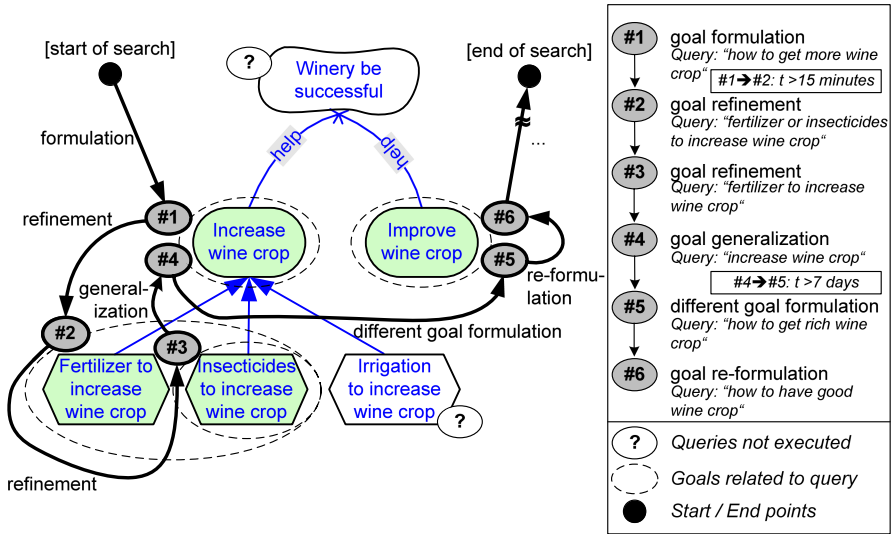 [start of search]
?
Winery be
successful
[end of search]
formulation
help
help
...
refinement
#1
Increase
wine crop
Improve
wine crop
#6
#4
#5
general-
ization
re-formu-
lation
#2
#3
different goal formulation
Fertilizer to
increase
wine crop
Insecticides
to increase
wine crop
Irrigation
to increase
wine crop
?
refinement
#1
goal formulation
Query: “how to get more wine
crop“
#1➔#2: t >15 minutes
#2
goal refinement
Query: “fertilizer or insecticides
to increase wine crop“
#3
goal refinement
Query: “fertilizer to increase
wine crop“
#4
goal generalization
Query: “increase wine crop“
#4➔#5: t >7 days
#5
different goal formulation
Query: “how to get rich wine
crop“
#6
goal re-formulation
Query: “how to have good
wine crop“
?
Queries not executed
Goals related to query
Start / End points